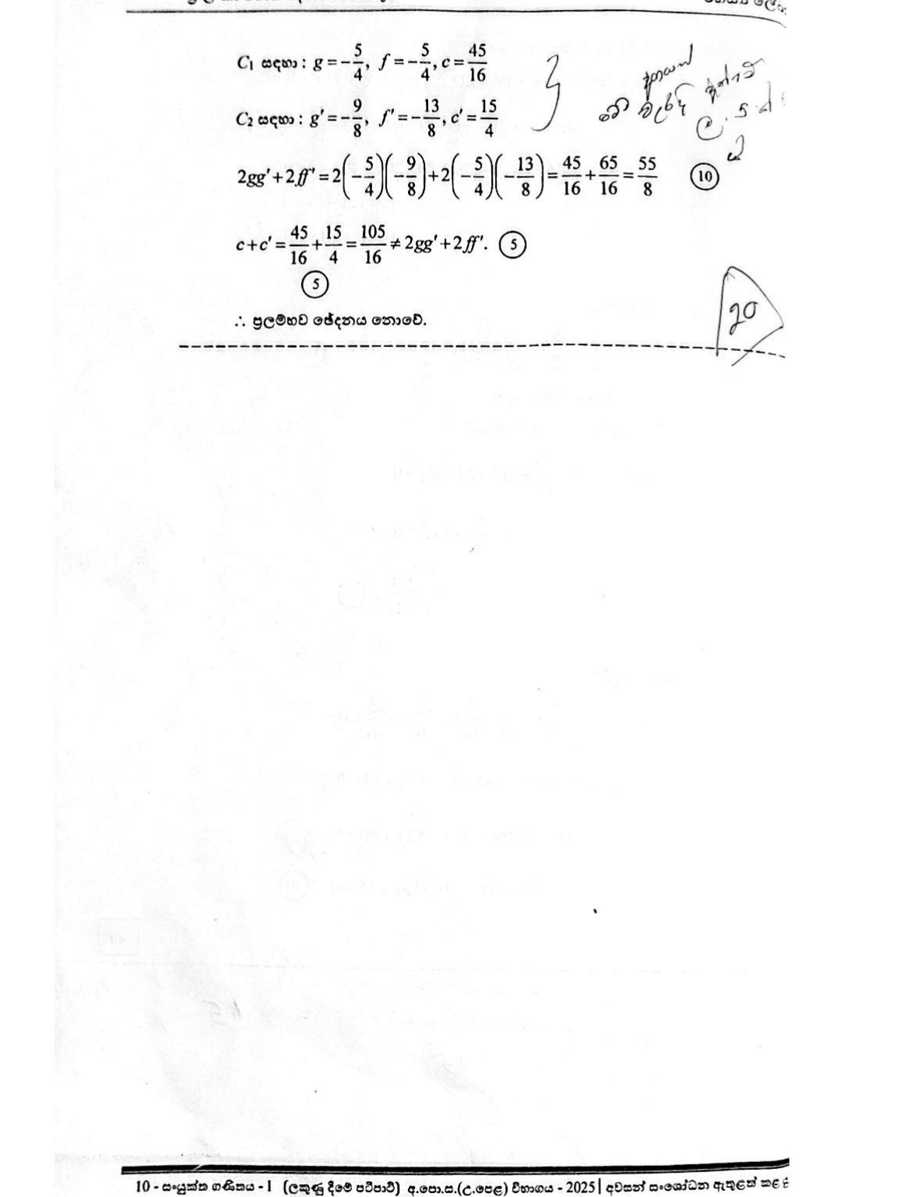 C₁ සඳහා : g = −5/4, f = −5/4, c = 45/16
C₂ සඳහා : g′ = −9/8, f′ = −13/8, c′ = 15/4
2gg′ + 2ff′ = 2(−5/4)(−9/8) + 2(−5/4)(−13/8) = 45/16 + 65/16 = 55/8 (10)
c + c′ = 45/16 + 15/4 = 105/16 ≠ 2gg′ + 2ff′. (5)
(5)
∴ ප්‍රලම්භව ඡේදනය නොවේ.
20
10 - සංයුක්ත ගණිතය - I (ලකුණු දීමේ පටිපාටි) අ.පො.ස.(උ.පෙළ) විභාගය - 2025 | අවසන් සංශෝධන ඇතුළත් කළ